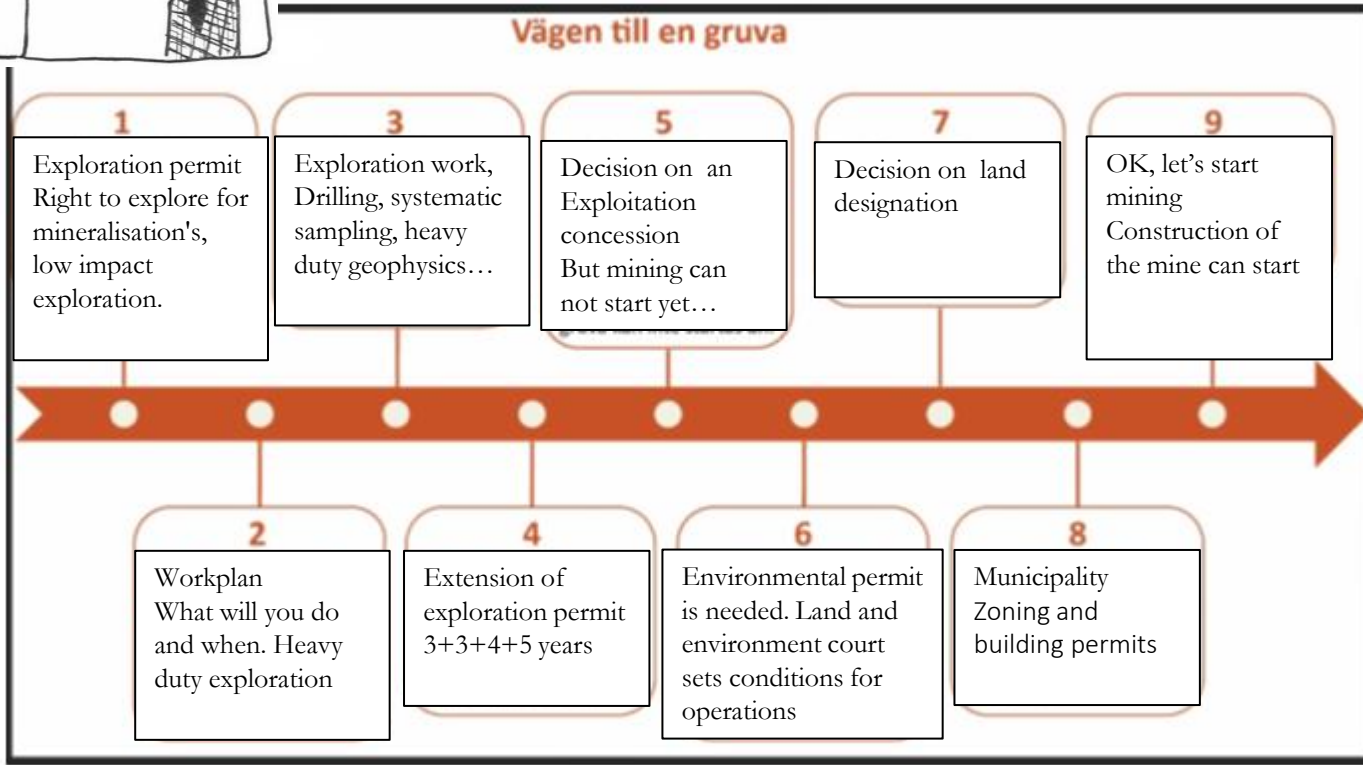 Vägen till en gruva
1
Exploration permit
Right to explore for
mineralisation's,
low impact
exploration.
2
Workplan
What will you do
and when. Heavy
duty exploration
3
Exploration work,
Drilling, systematic
sampling, heavy
duty geophysics…
4
Extension of
exploration permit
3+3+4+5 years
5
Decision on  an
Exploitation
concession
But mining can
not start yet…
6
Environmental permit
is needed. Land and
environment court
sets conditions for
operations
7
Decision on  land
designation
8
Municipality
Zoning and
building permits
9
OK, let’s start
mining
Construction of
the mine can start